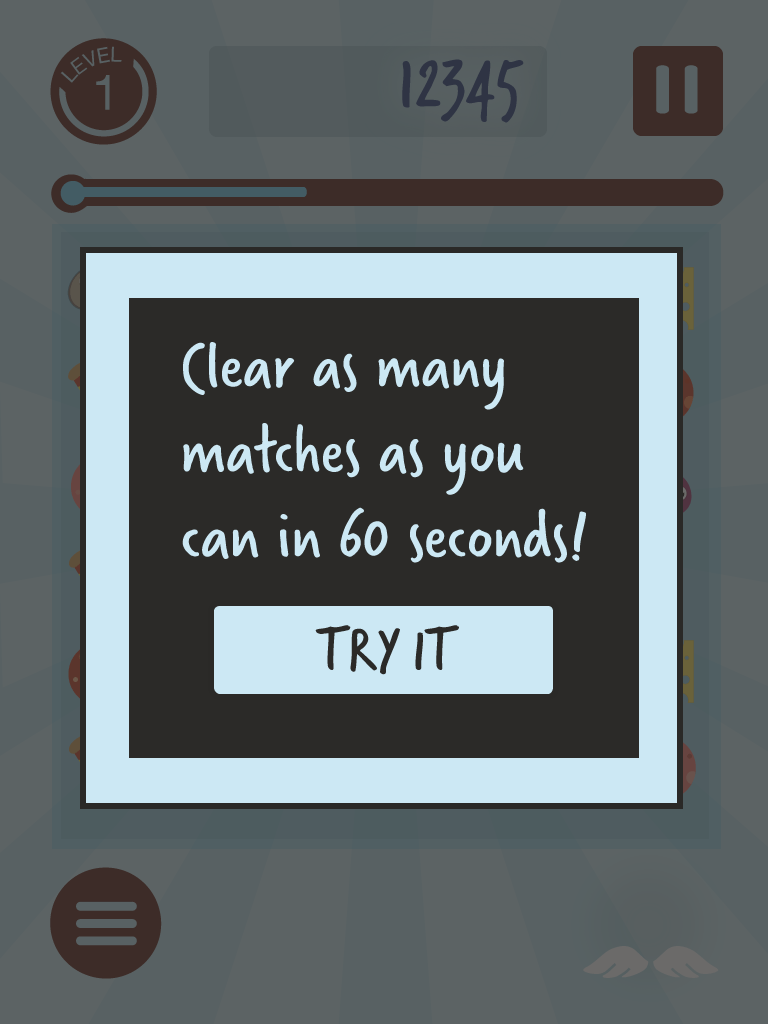 LEVEL
1
12345
Clear as many
matches as you
can in 60 seconds!
TRY IT